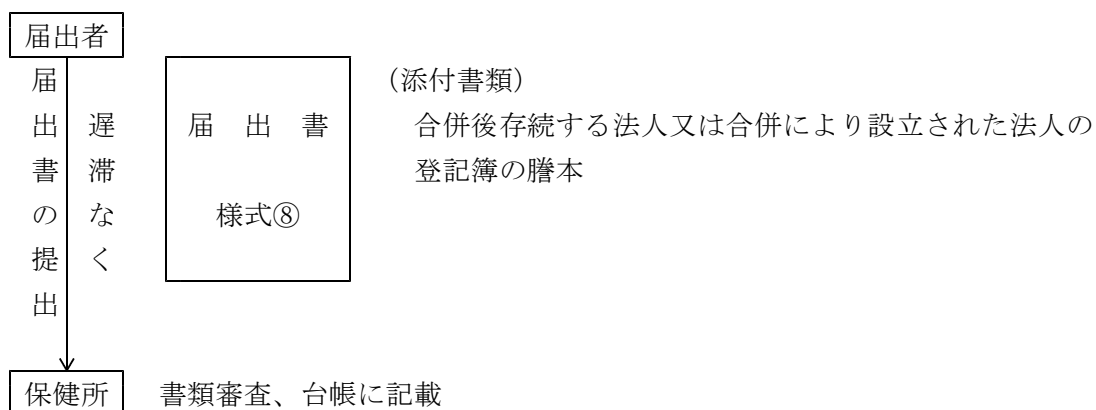 届出者
届出書の提出
遅滞なく
届出書
様式⑧
(添付書類)
合併後存続する法人又は合併により設立された法人の
登記簿の謄本
保健所
書類審査、台帳に記載